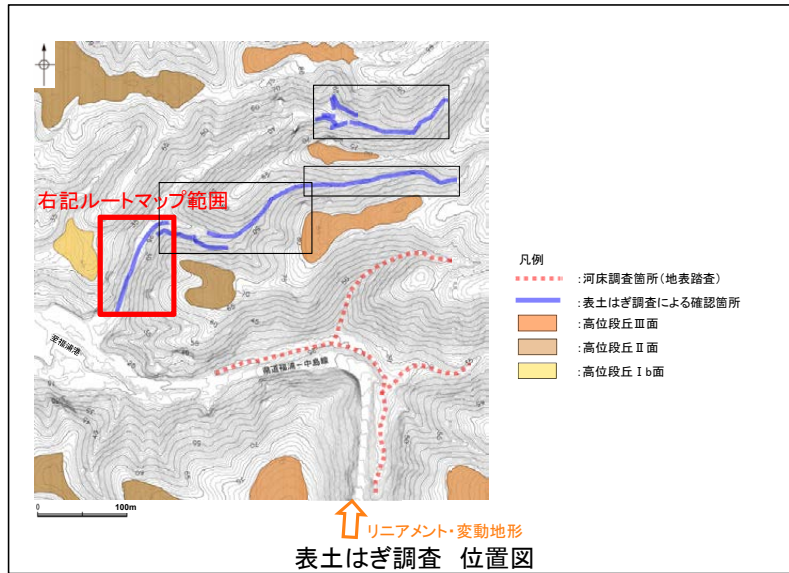 右記ルートマップ範囲
至福浦港
県道福浦ー中島線
凡例
:河床調査箇所(地表踏査)
:表土はぎ調査による確認箇所
:高位段丘Ⅲ面
:高位段丘Ⅱ面
:高位段丘Ⅰb面
0 100m
リニアメント・変動地形
表土はぎ調査 位置図